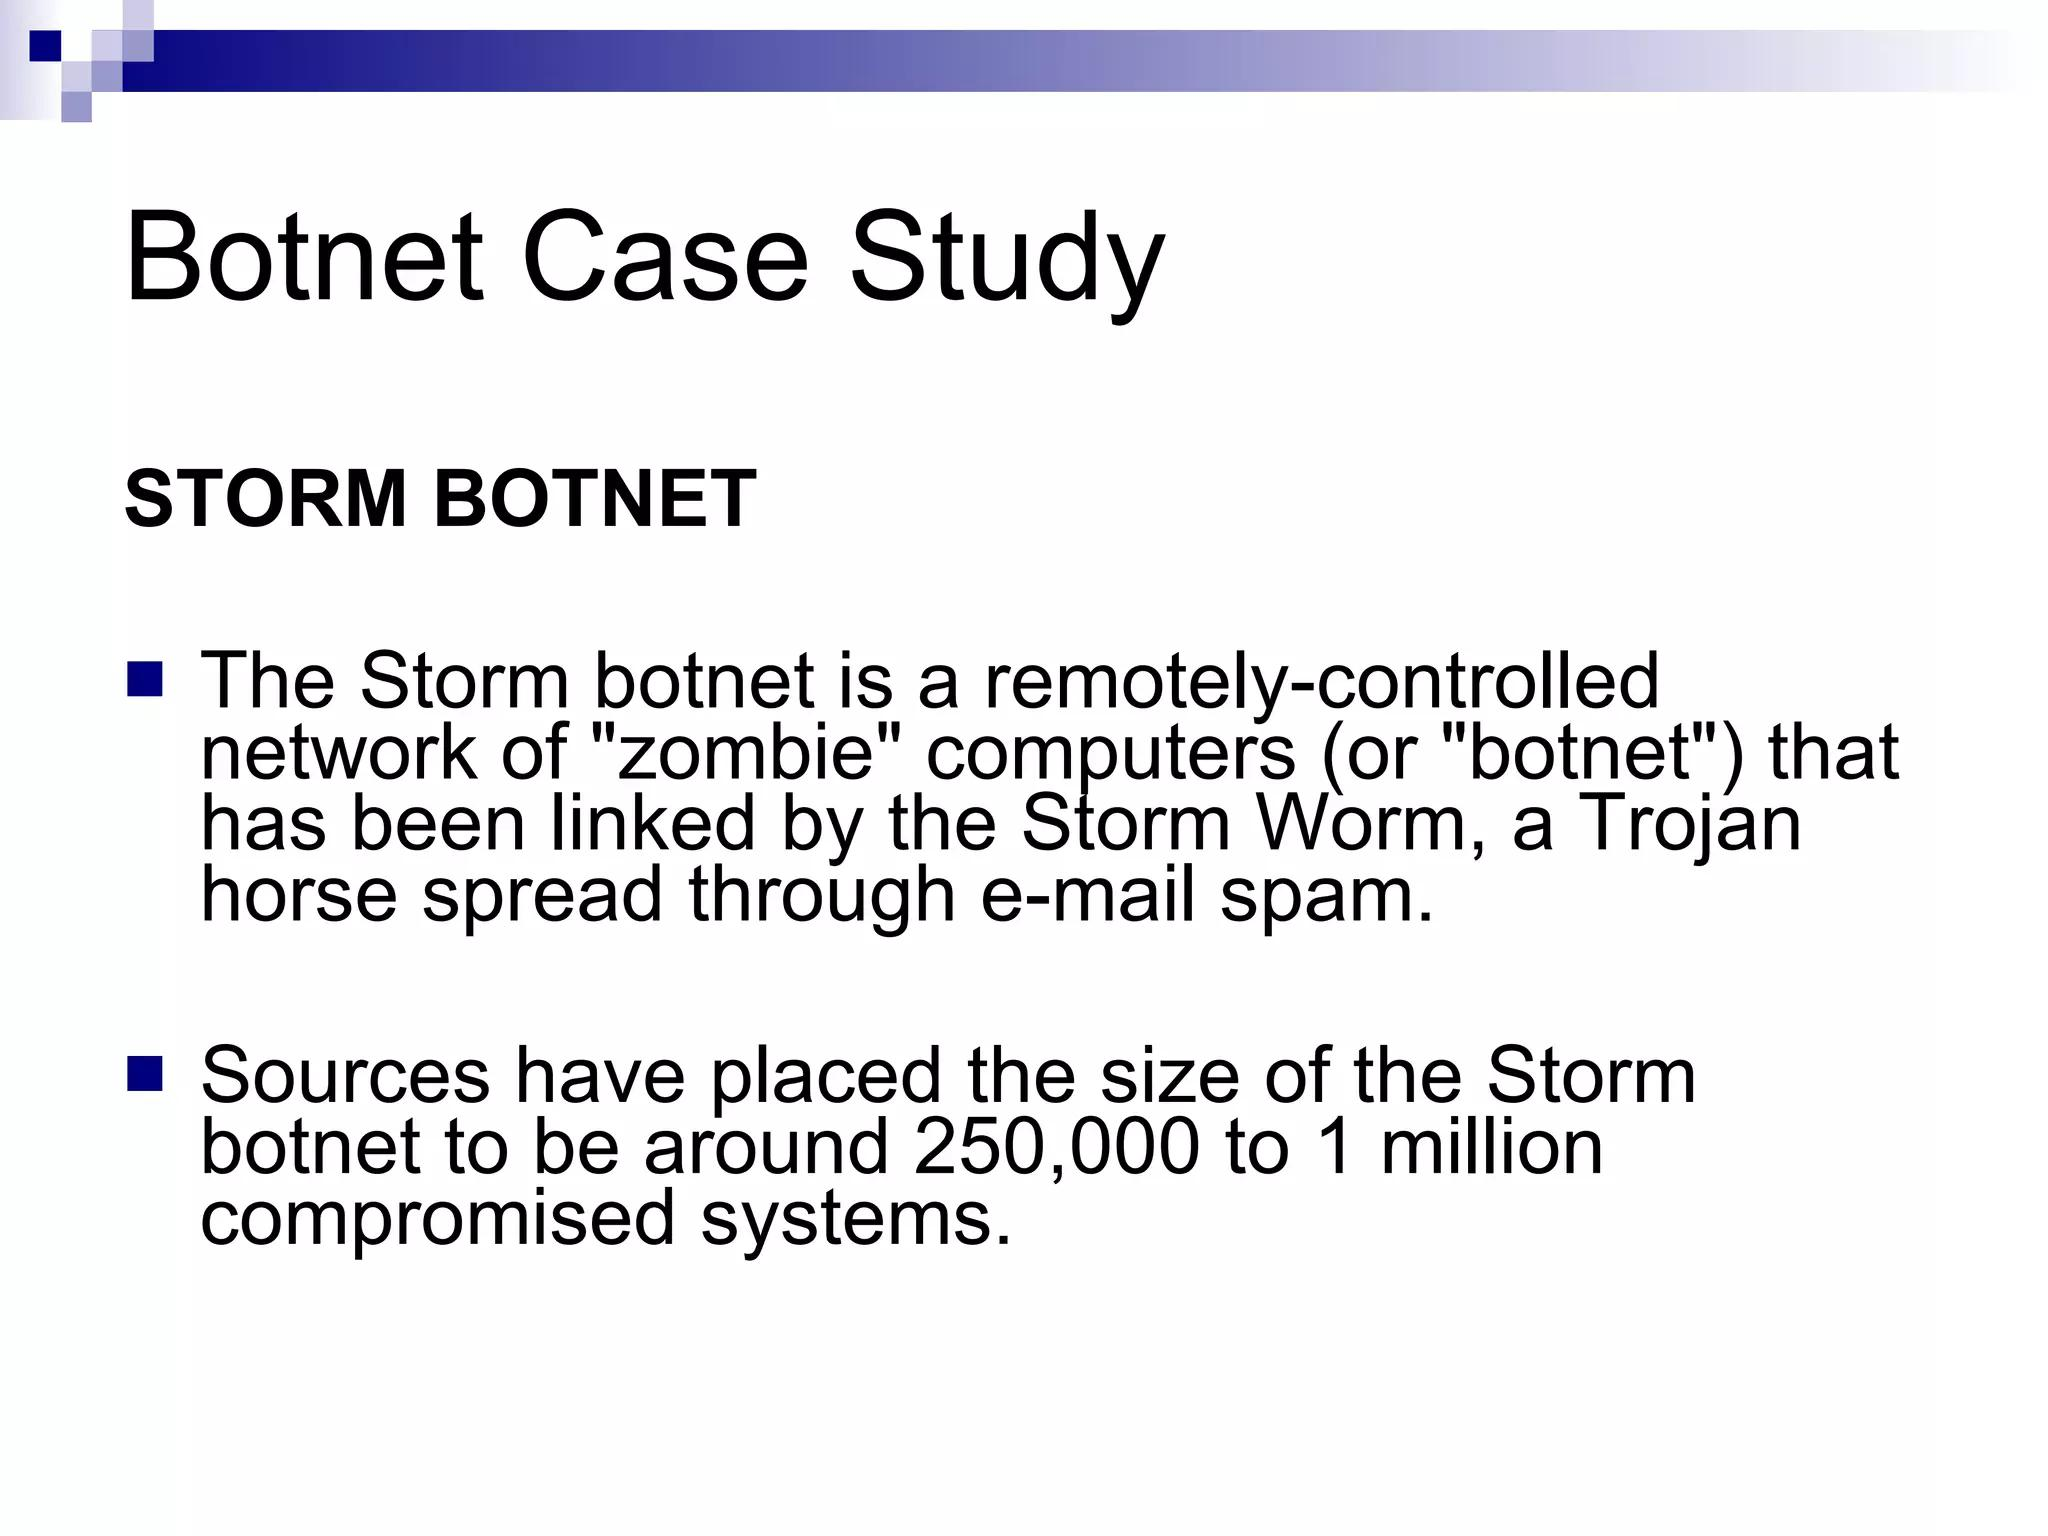 Botnet Case Study
STORM BOTNET
The Storm botnet is a remotely-controlled
network of "zombie" computers (or "botnet") that
has been linked by the Storm Worm, a Trojan
horse spread through e-mail spam.
Sources have placed the size of the Storm
botnet to be around 250,000 to 1 million
compromised systems.